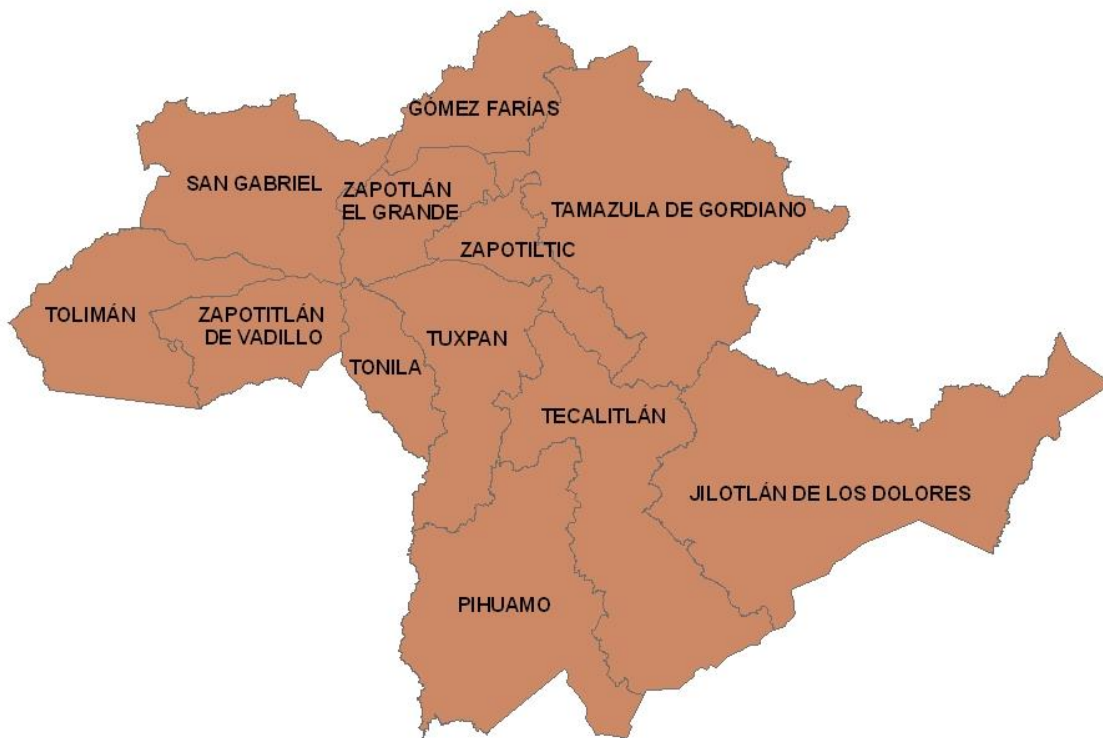 GÓMEZ FARÍAS
SAN GABRIEL
ZAPOTLÁN
EL GRANDE
TAMAZULA DE GORDIANO
ZAPOTILTIC
TOLIMÁN
ZAPOTITLÁN
DE VADILLO
TUXPAN
TONILA
TECALITLÁN
JILOTLÁN DE LOS DOLORES
PIHUAMO